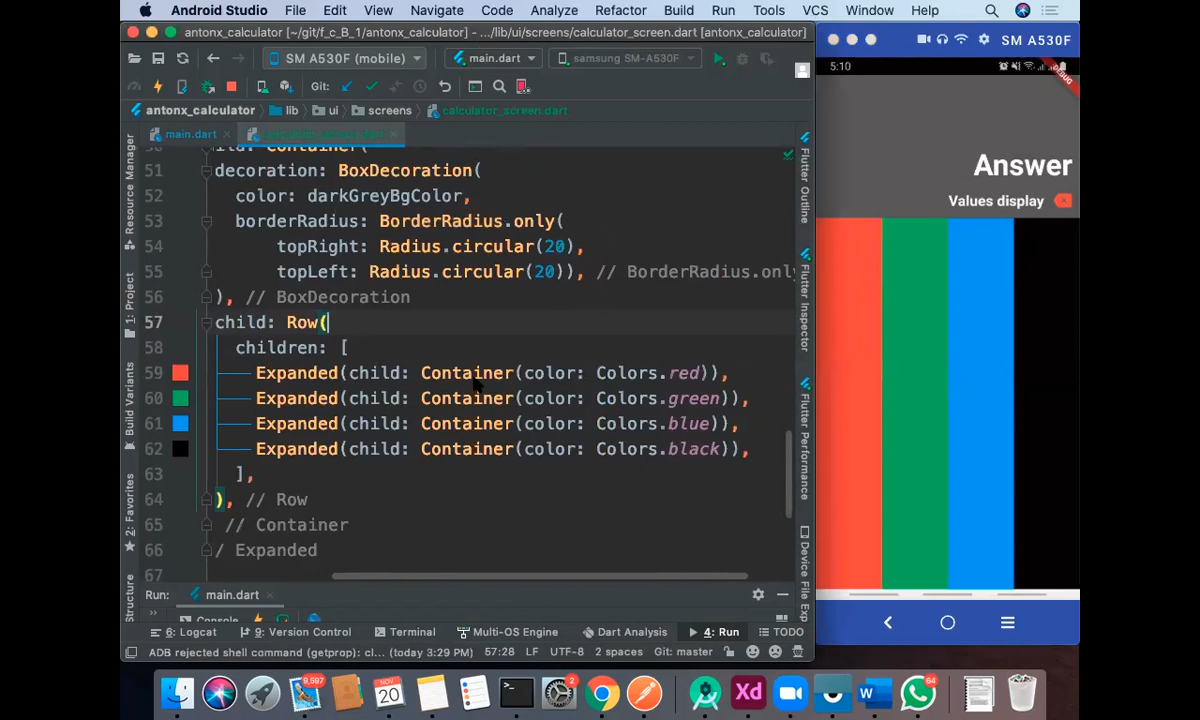 Android Studio File Edit View Navigate Code Analyze Refactor Build Run Tools VCS Window Help
antonx_calculator [~/git/f_c_B_1/antonx_calculator] - .../lib/ui/screens/calculator_screen.dart [antonx_calculator]
SM A530F
SM A530F (mobile) main.dart samsung SM-A530F
5:10
DEBUG
Git:
antonx_calculator lib ui screens calculator_screen.dart
main.dart calculator_screen.dart
Answer
Values display
51 decoration: BoxDecoration(
52 color: darkGreyBgColor,
53 borderRadius: BorderRadius.only(
54 topRight: Radius.circular(20),
55 topLeft: Radius.circular(20)), // BorderRadius.only
56 ), // BoxDecoration
57 child: Row(
58 children: [
59 Expanded(child: Container(color: Colors.red)),
60 Expanded(child: Container(color: Colors.green)),
61 Expanded(child: Container(color: Colors.blue)),
62 Expanded(child: Container(color: Colors.black)),
63 ],
64 ), // Row
65 // Container
66 / Expanded
67
Resource Manager
1: Project
Build Variants
2: Favorites
Structure
Flutter Outline
Flutter Inspector
Flutter Performance
Device File Exp
Run: main.dart
Console
6: Logcat 9: Version Control Terminal Multi-OS Engine Dart Analysis 4: Run TODO
ADB rejected shell command (getprop): cl... (today 3:29 PM) 57:28 LF UTF-8 2 spaces Git: master
9,597
NOV
20
2
Xd
W
64